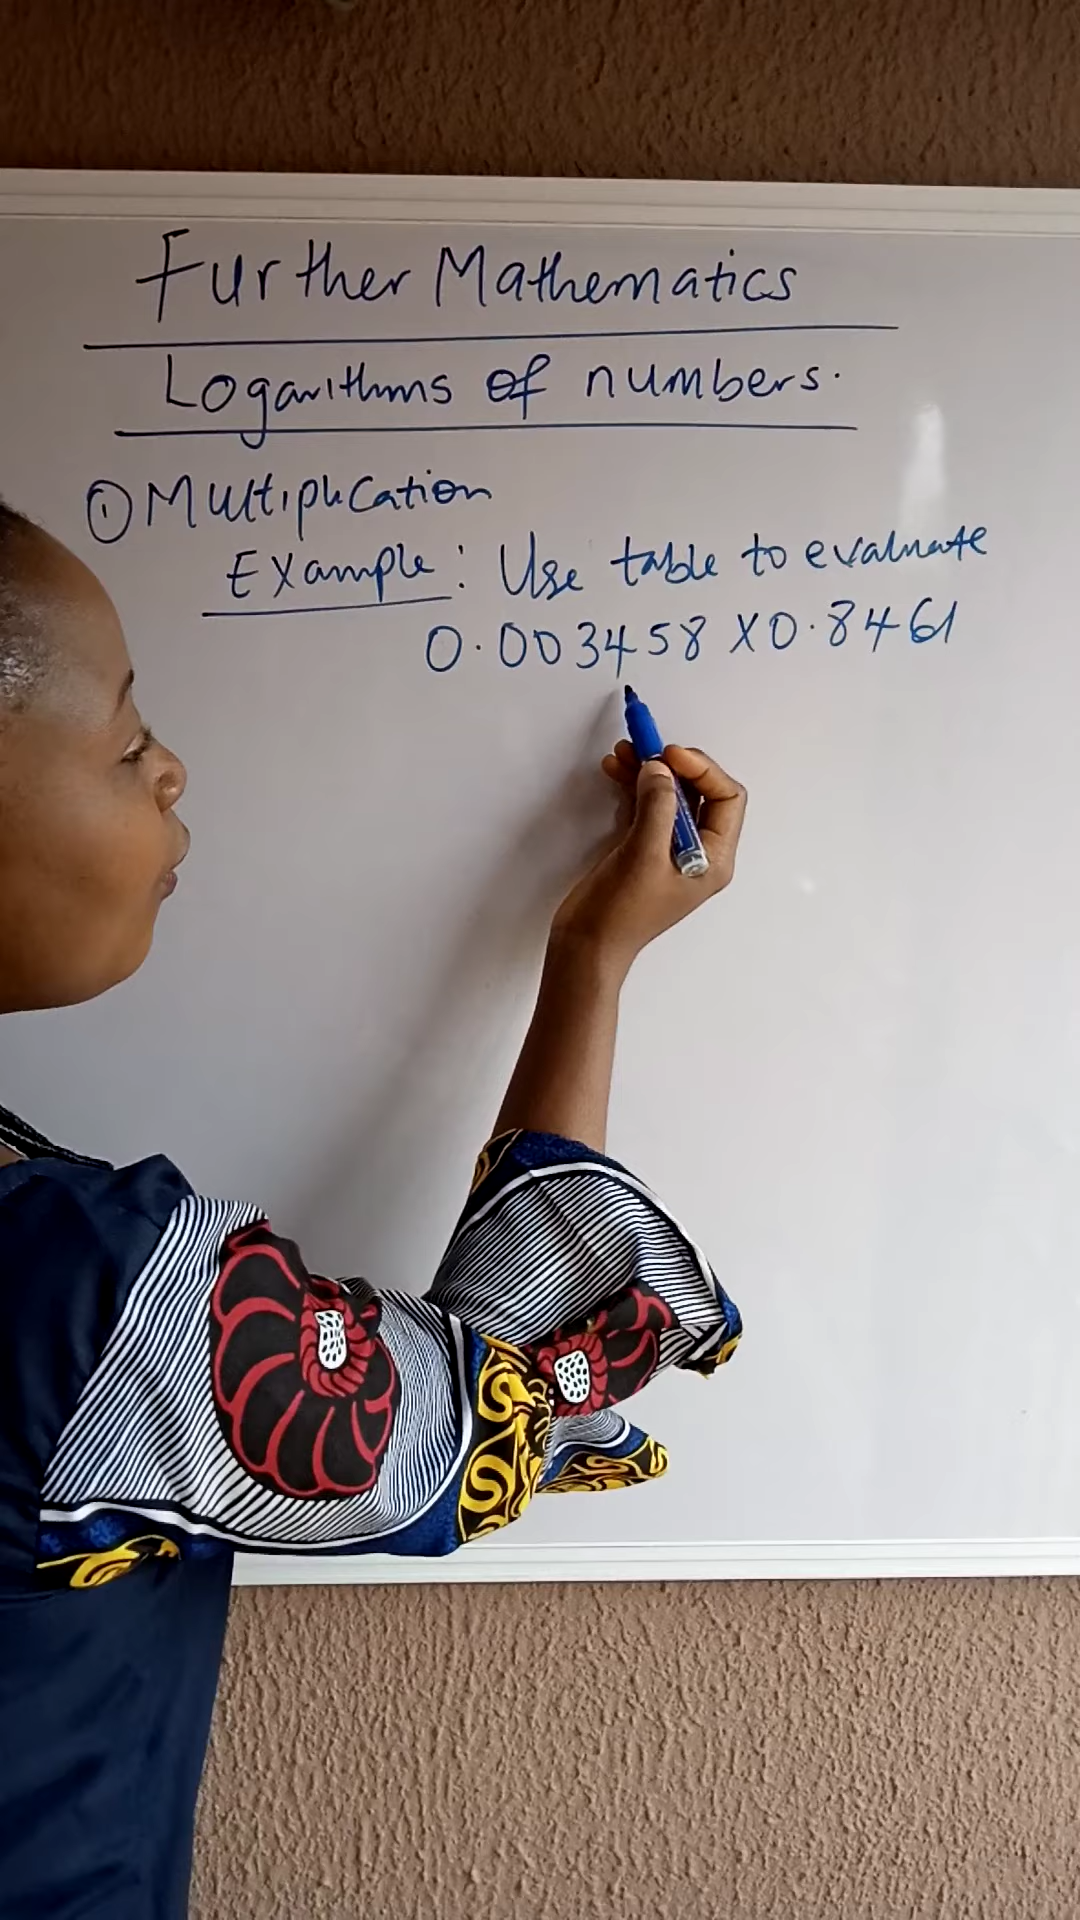 Further Mathematics
Logarithms of numbers.
① Multiplication
Example: Use table to evaluate
0.003458 X 0.8461